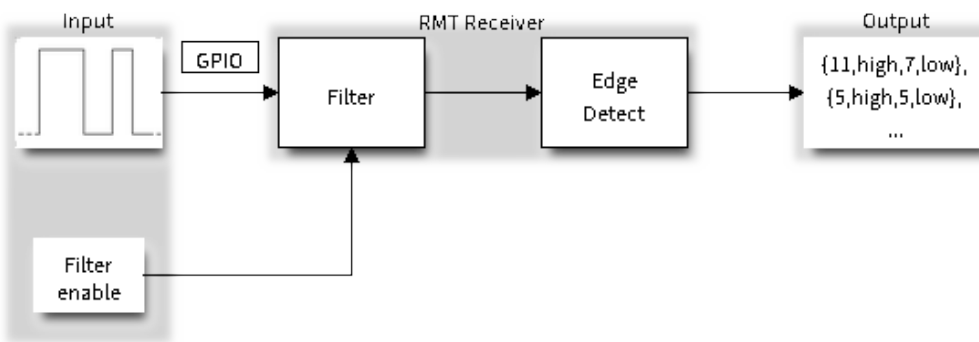 Input
RMT Receiver
Output
GPIO
Filter
Edge
Detect
{11,high,7,low},
{5,high,5,low},
...
Filter
enable